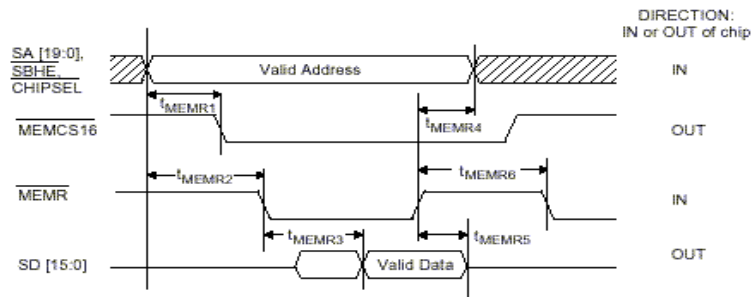 DIRECTION:
IN or OUT of chip
SA [19:0],
SBHE,
CHIPSEL
Valid Address
IN
tMEMR1
tMEMR4
MEMCS16
OUT
tMEMR2
tMEMR6
MEMR
IN
tMEMR3
tMEMR5
OUT
SD [15:0]
Valid Data